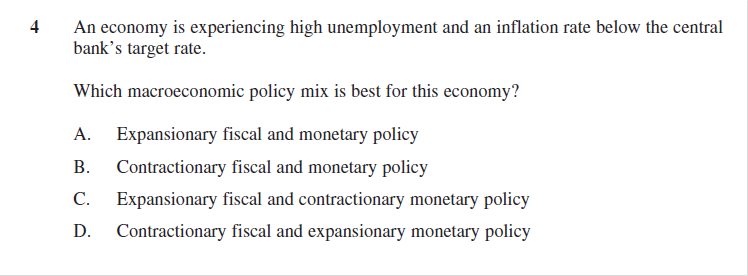 4 An economy is experiencing high unemployment and an inflation rate below the central
bank's target rate.
Which macroeconomic policy mix is best for this economy?
A. Expansionary fiscal and monetary policy
B. Contractionary fiscal and monetary policy
C. Expansionary fiscal and contractionary monetary policy
D. Contractionary fiscal and expansionary monetary policy